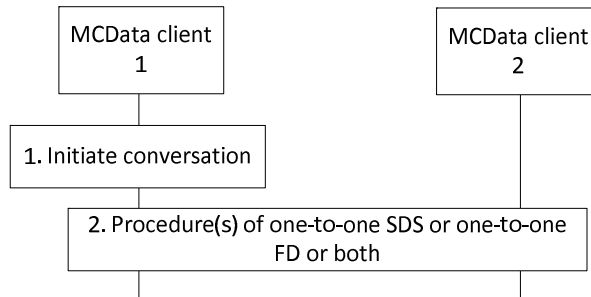 MCData client
1
MCData client
2
1. Initiate conversation
2. Procedure(s) of one-to-one SDS or one-to-one
FD or both